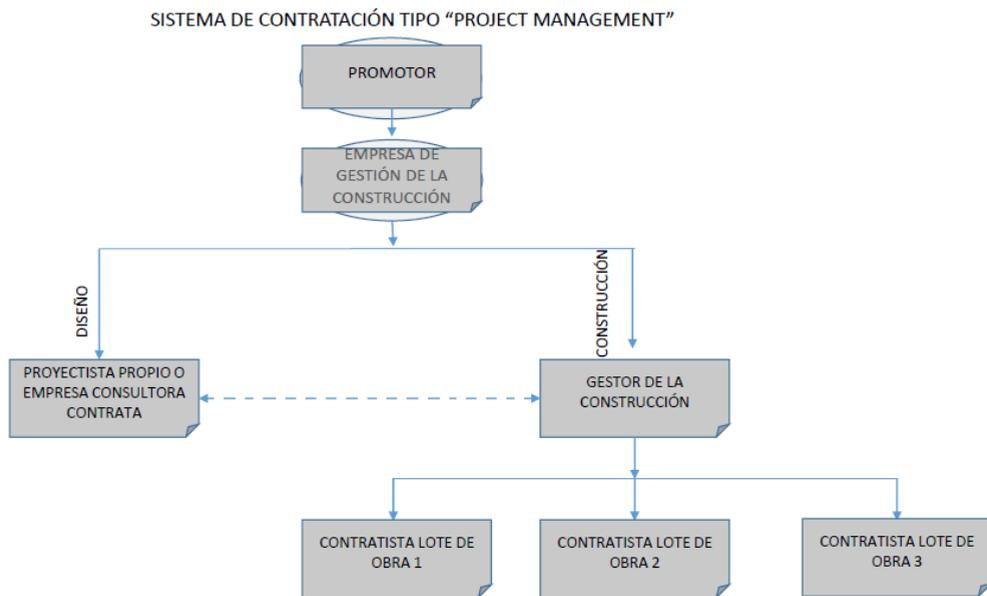 SISTEMA DE CONTRATACIÓN TIPO “PROJECT MANAGEMENT”
PROMOTOR
EMPRESA DE
GESTIÓN DE LA
CONSTRUCCIÓN
DISEÑO
CONSTRUCCIÓN
PROYECTISTA PROPIO O
EMPRESA CONSULTORA
CONTRATA
GESTOR DE LA
CONSTRUCCIÓN
CONTRATISTA LOTE DE
OBRA 1
CONTRATISTA LOTE DE
OBRA 2
CONTRATISTA LOTE DE
OBRA 3